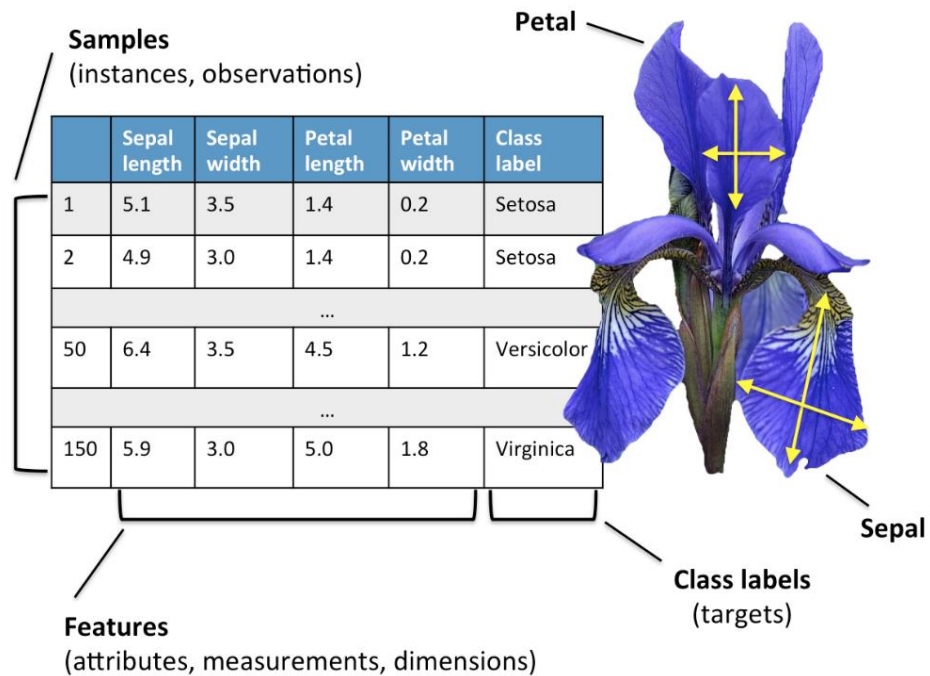 Samples
(instances, observations)
Petal
Sepal length Sepal width Petal length Petal width Class label
1 5.1 3.5 1.4 0.2 Setosa
2 4.9 3.0 1.4 0.2 Setosa
...
50 6.4 3.5 4.5 1.2 Versicolor
...
150 5.9 3.0 5.0 1.8 Virginica
Sepal
Class labels
(targets)
Features
(attributes, measurements, dimensions)